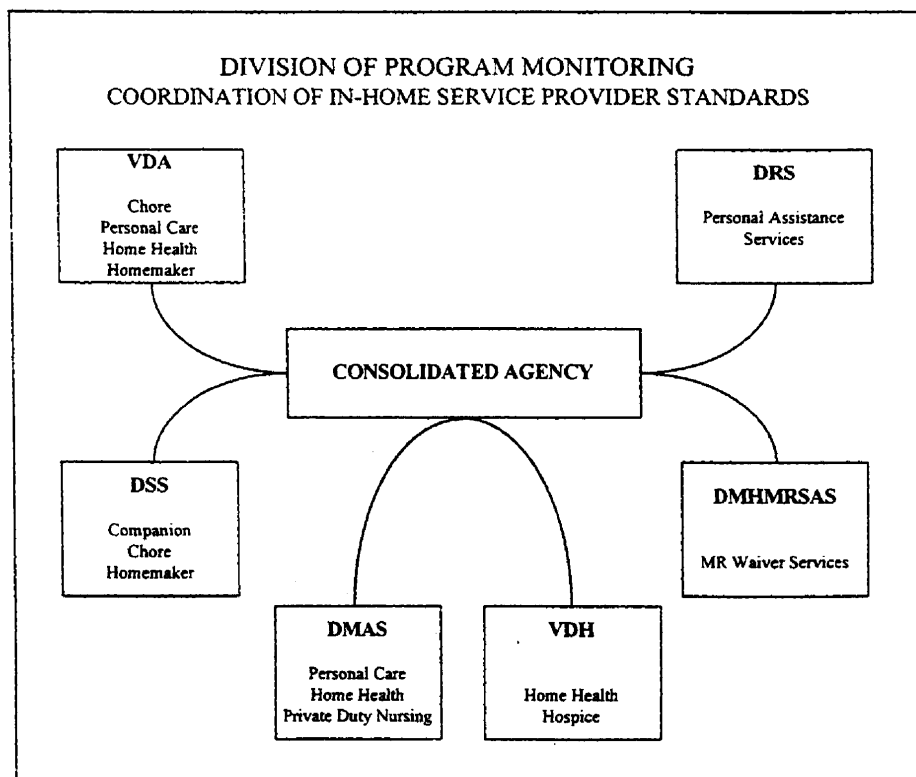 DIVISION OF PROGRAM MONITORING
COORDINATION OF IN-HOME SERVICE PROVIDER STANDARDS
VDA
Chore
Personal Care
Home Health
Homemaker
DRS
Personal Assistance
Services
CONSOLIDATED AGENCY
DSS
Companion
Chore
Homemaker
DMHMRSAS
MR Waiver Services
DMAS
Personal Care
Home Health
Private Duty Nursing
VDH
Home Health
Hospice